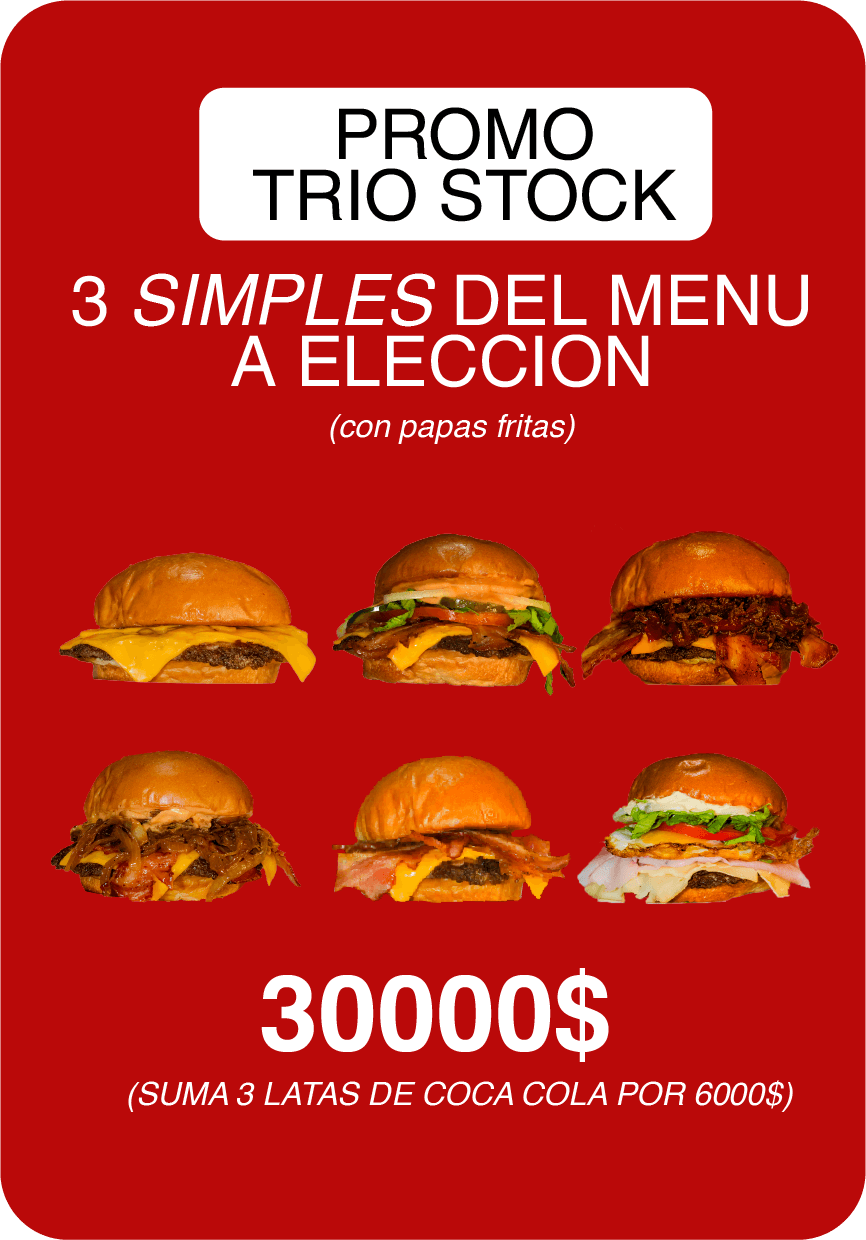 PROMO
TRIO STOCK
3 SIMPLES DEL MENU
A ELECCION
(con papas fritas)
30000$
(SUMA 3 LATAS DE COCA COLA POR 6000$)